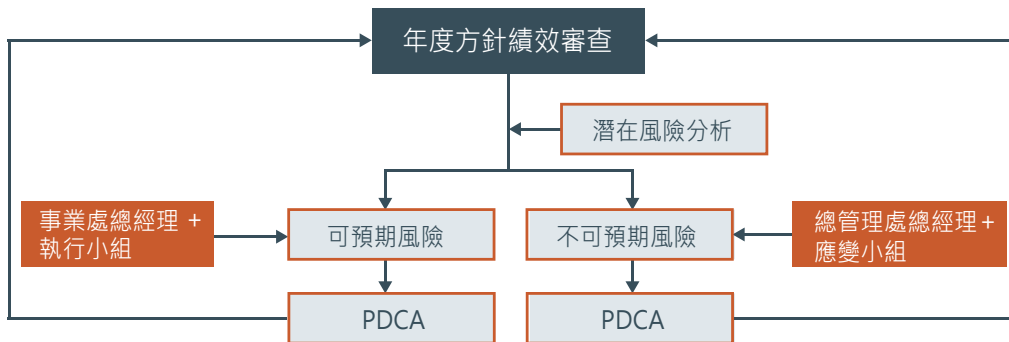 年度方針績效審查
潛在風險分析
事業處總經理 +
執行小組
可預期風險
不可預期風險
總管理處總經理+
應變小組
PDCA
PDCA